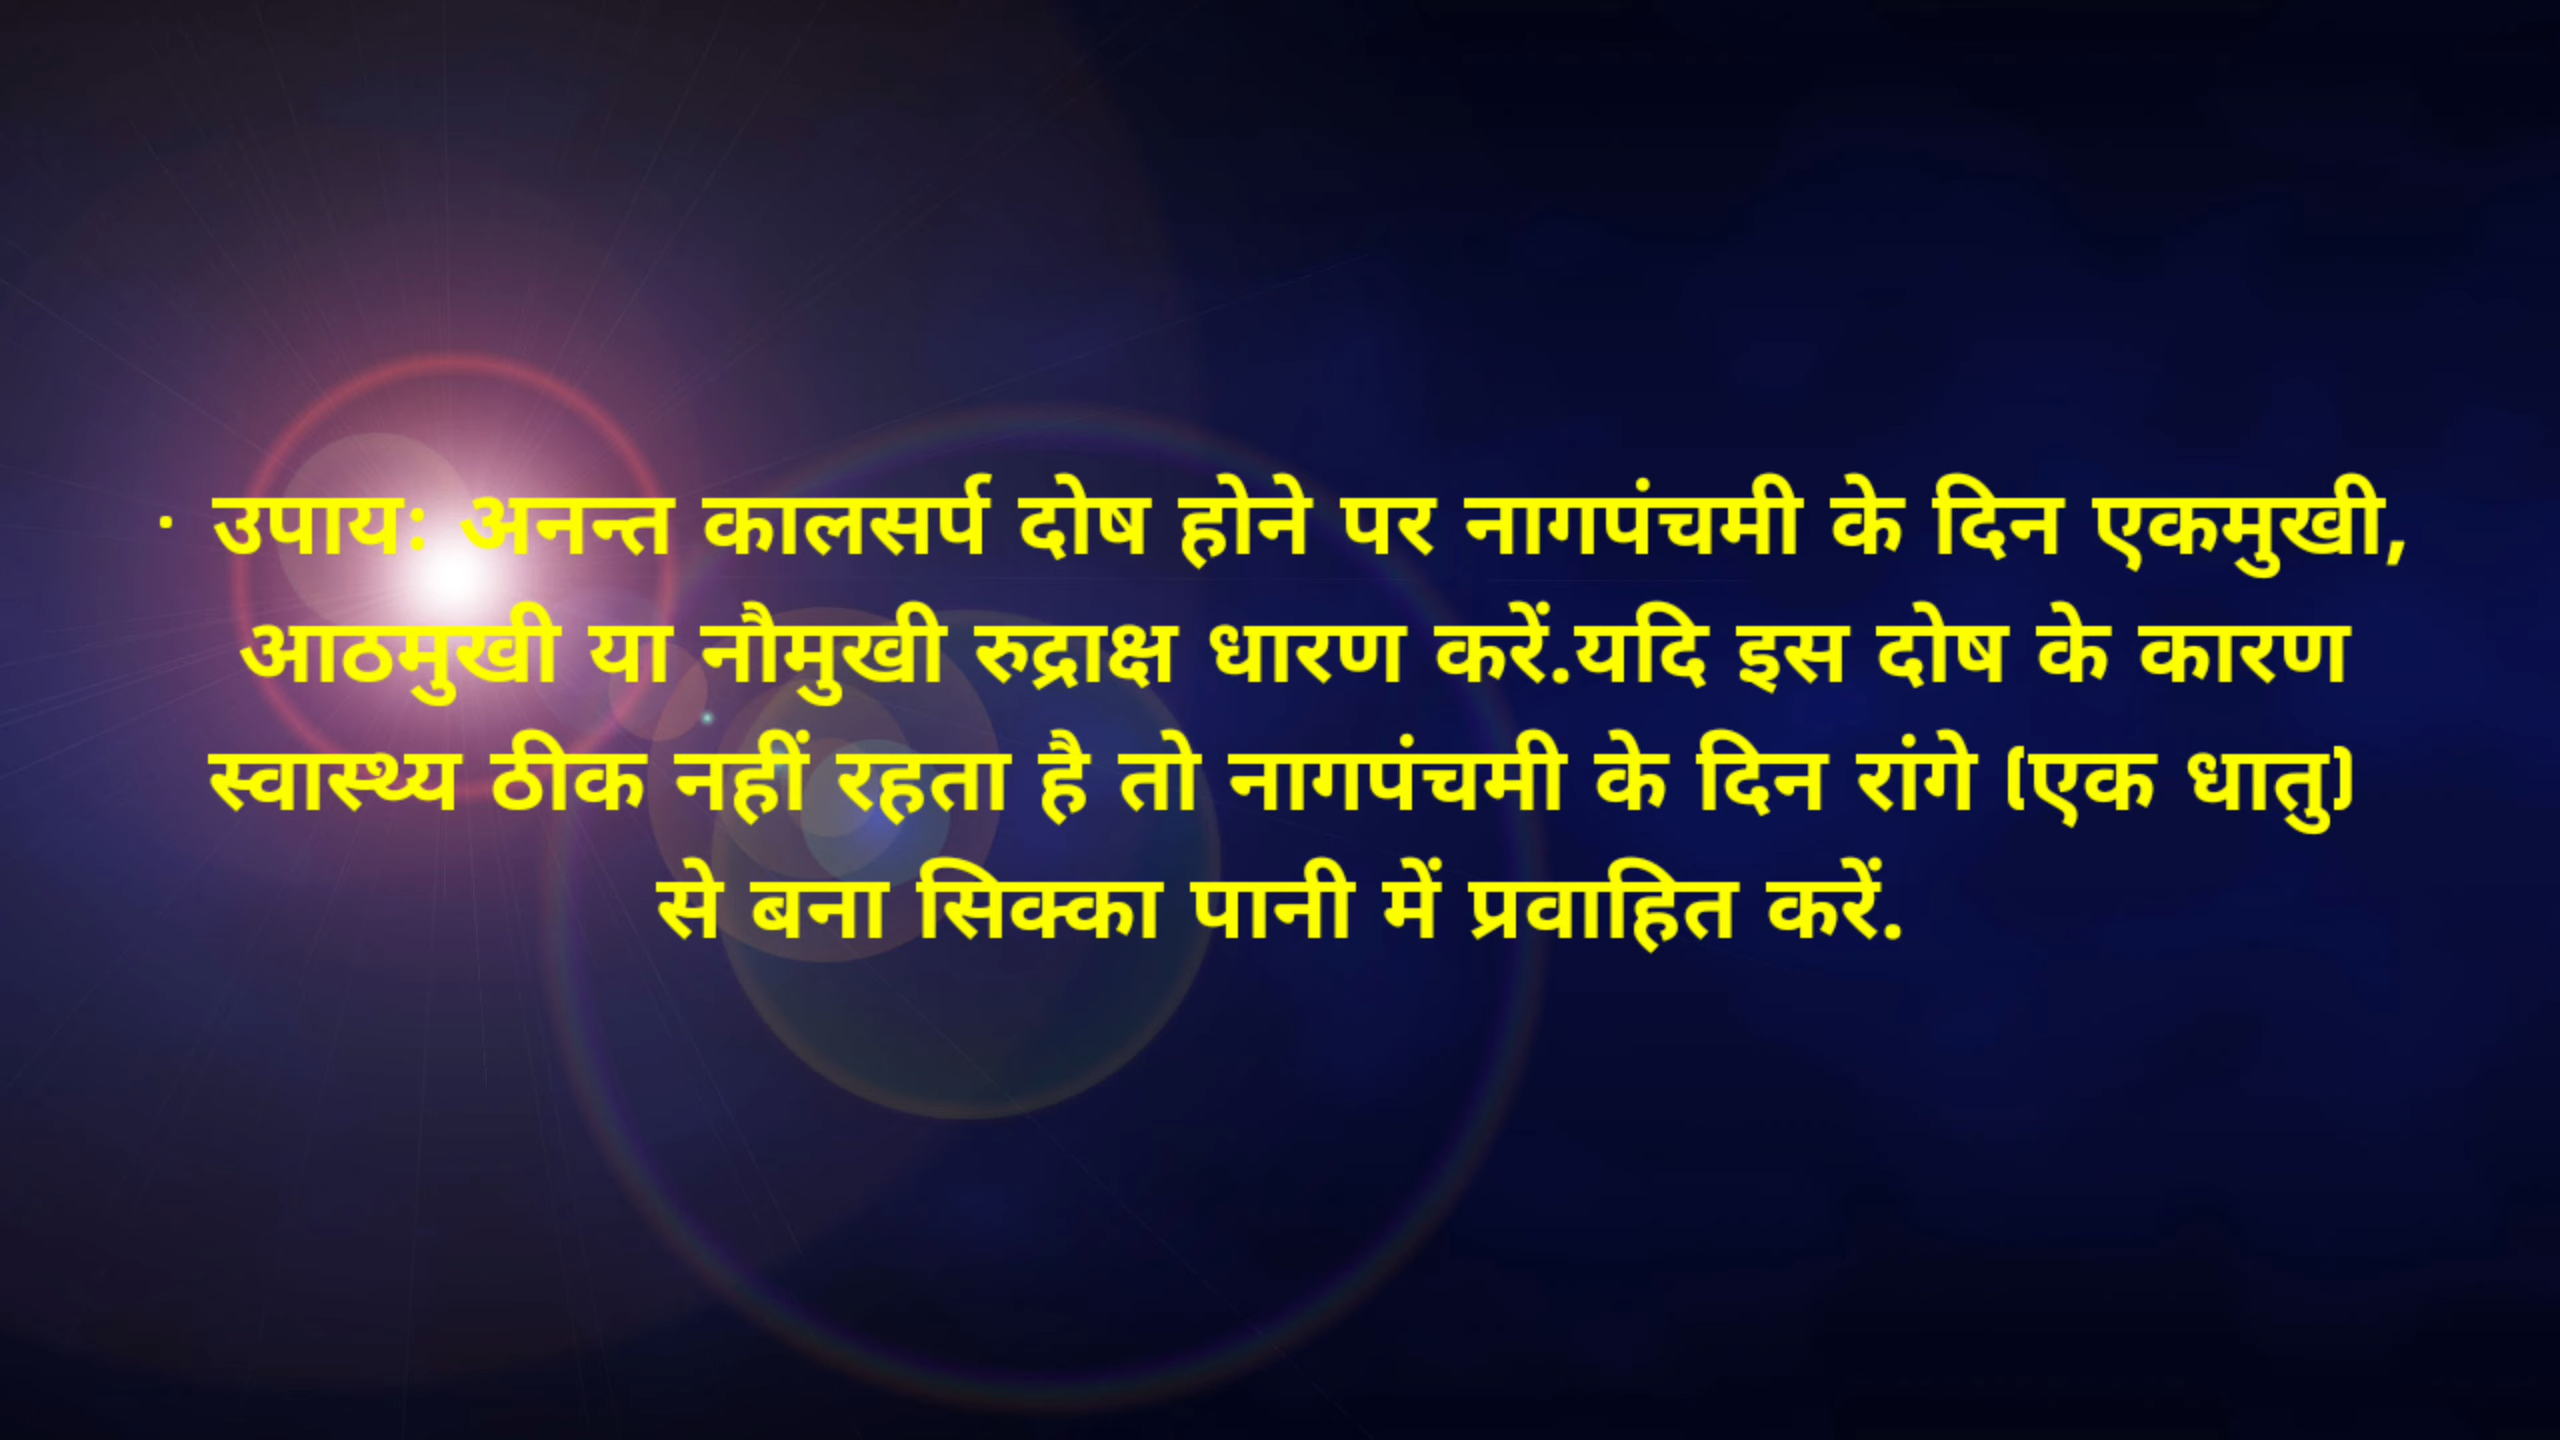 · उपायः अनन्त कालसर्प दोष होने पर नागपंचमी के दिन एकमुखी,
आठमुखी या नौमुखी रुद्राक्ष धारण करें.यदि इस दोष के कारण
स्वास्थ्य ठीक नहीं रहता है तो नागपंचमी के दिन रांगे (एक धातु)
से बना सिक्का पानी में प्रवाहित करें.